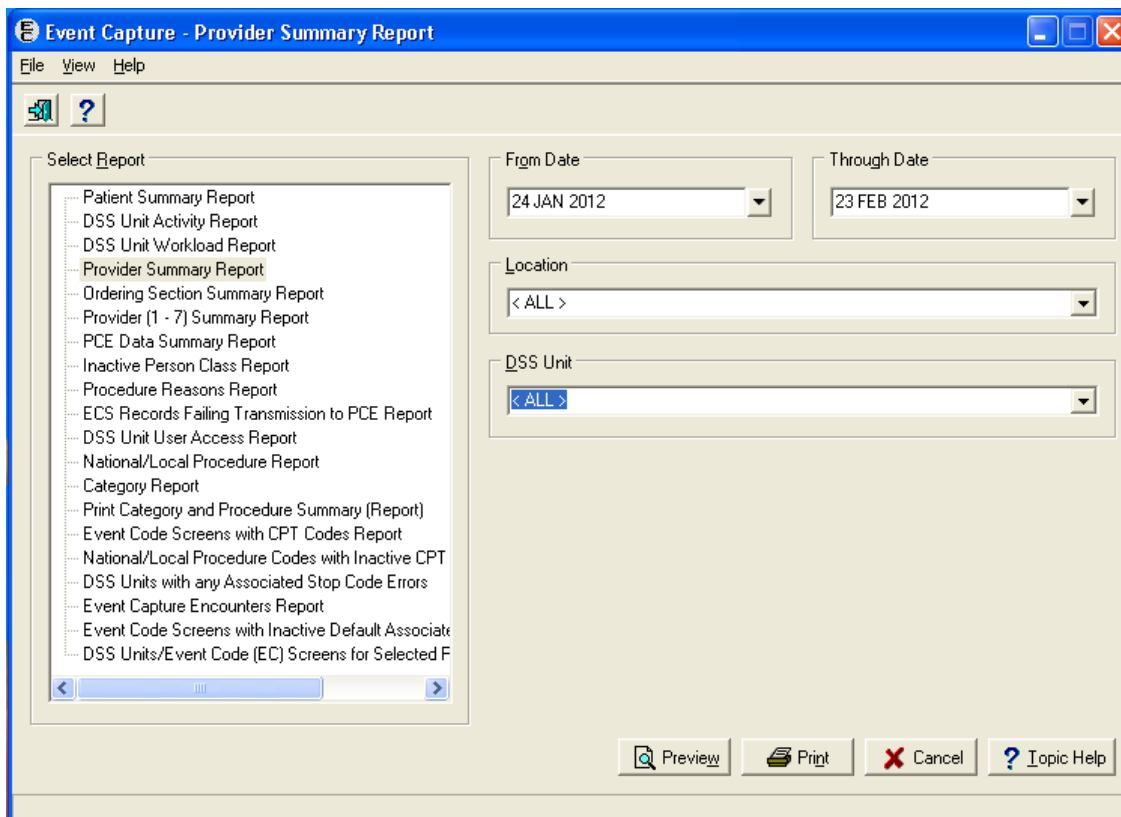 Event Capture - Provider Summary Report
File View Help
?
Select Report
Patient Summary Report
DSS Unit Activity Report
DSS Unit Workload Report
Provider Summary Report
Ordering Section Summary Report
Provider (1 - 7) Summary Report
PCE Data Summary Report
Inactive Person Class Report
Procedure Reasons Report
ECS Records Failing Transmission to PCE Report
DSS Unit User Access Report
National/Local Procedure Report
Category Report
Print Category and Procedure Summary (Report)
Event Code Screens with CPT Codes Report
National/Local Procedure Codes with Inactive CPT
DSS Units with any Associated Stop Code Errors
Event Capture Encounters Report
Event Code Screens with Inactive Default Associate
DSS Units/Event Code (EC) Screens for Selected F
From Date
24 JAN 2012
Through Date
23 FEB 2012
Location
< ALL >
DSS Unit
< ALL >
Preview Print Cancel ? Topic Help